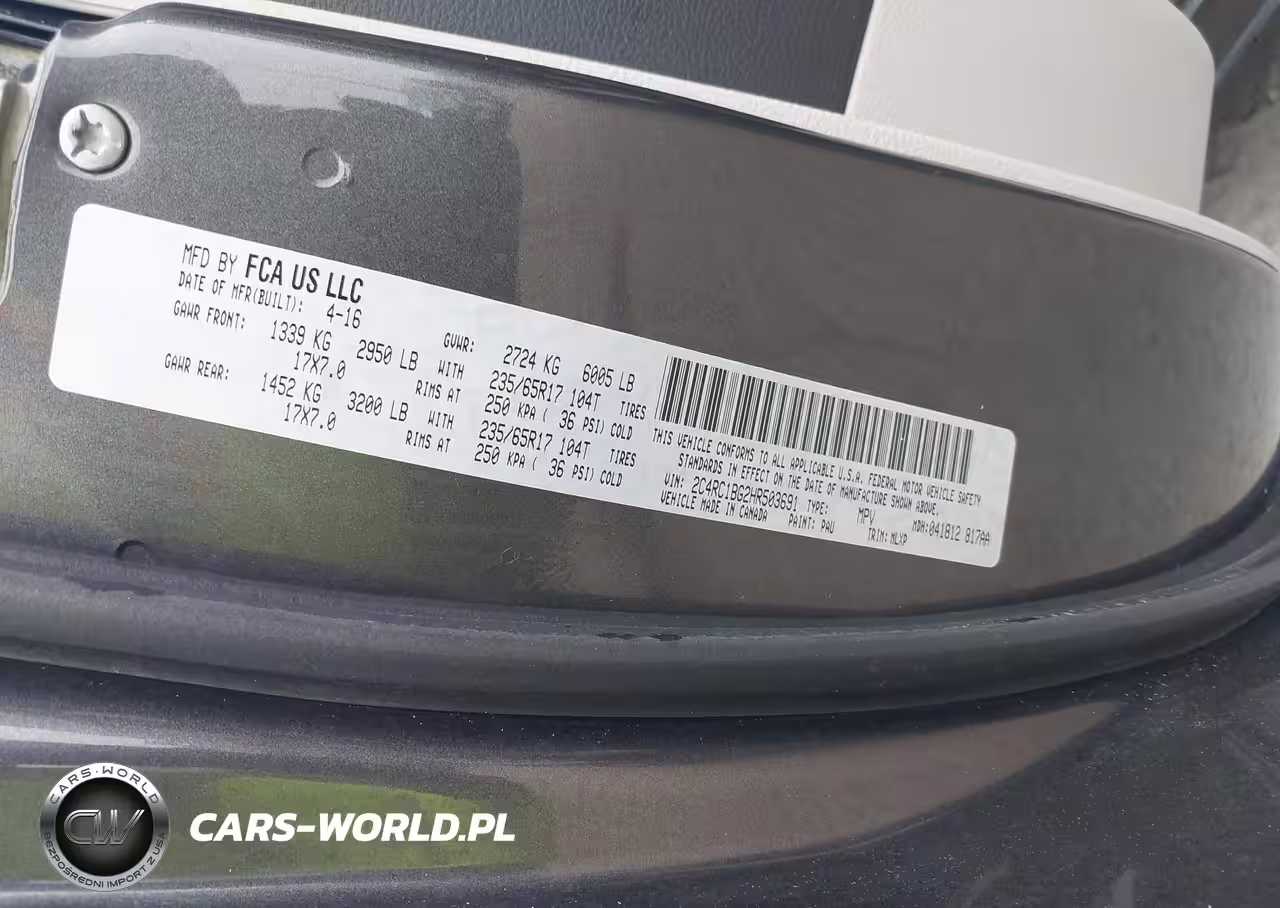 MFD BY FCA US LLC
DATE OF MFR(BUILT): 4-16
GVWR: 2724 KG 6005 LB
GAWR FRONT: 1339 KG 2950 LB WITH 235/65R17 104T TIRES
17X7.0 RIMS AT 250 KPA ( 36 PSI) COLD
GAWR REAR: 1452 KG 3200 LB WITH 235/65R17 104T TIRES
17X7.0 RIMS AT 250 KPA ( 36 PSI) COLD
THIS VEHICLE CONFORMS TO ALL APPLICABLE U.S.A. FEDERAL MOTOR VEHICLE SAFETY
STANDARDS IN EFFECT ON THE DATE OF MANUFACTURE SHOWN ABOVE.
VIN: 2C4RC1BG2HR503691 TYPE: MPV MDH:041812 817AA
VEHICLE MADE IN CANADA PAINT: PAU TRIM: MLXP
CARS-WORLD
CW
BEZPOŚREDNI IMPORT Z USA
CARS-WORLD.PL